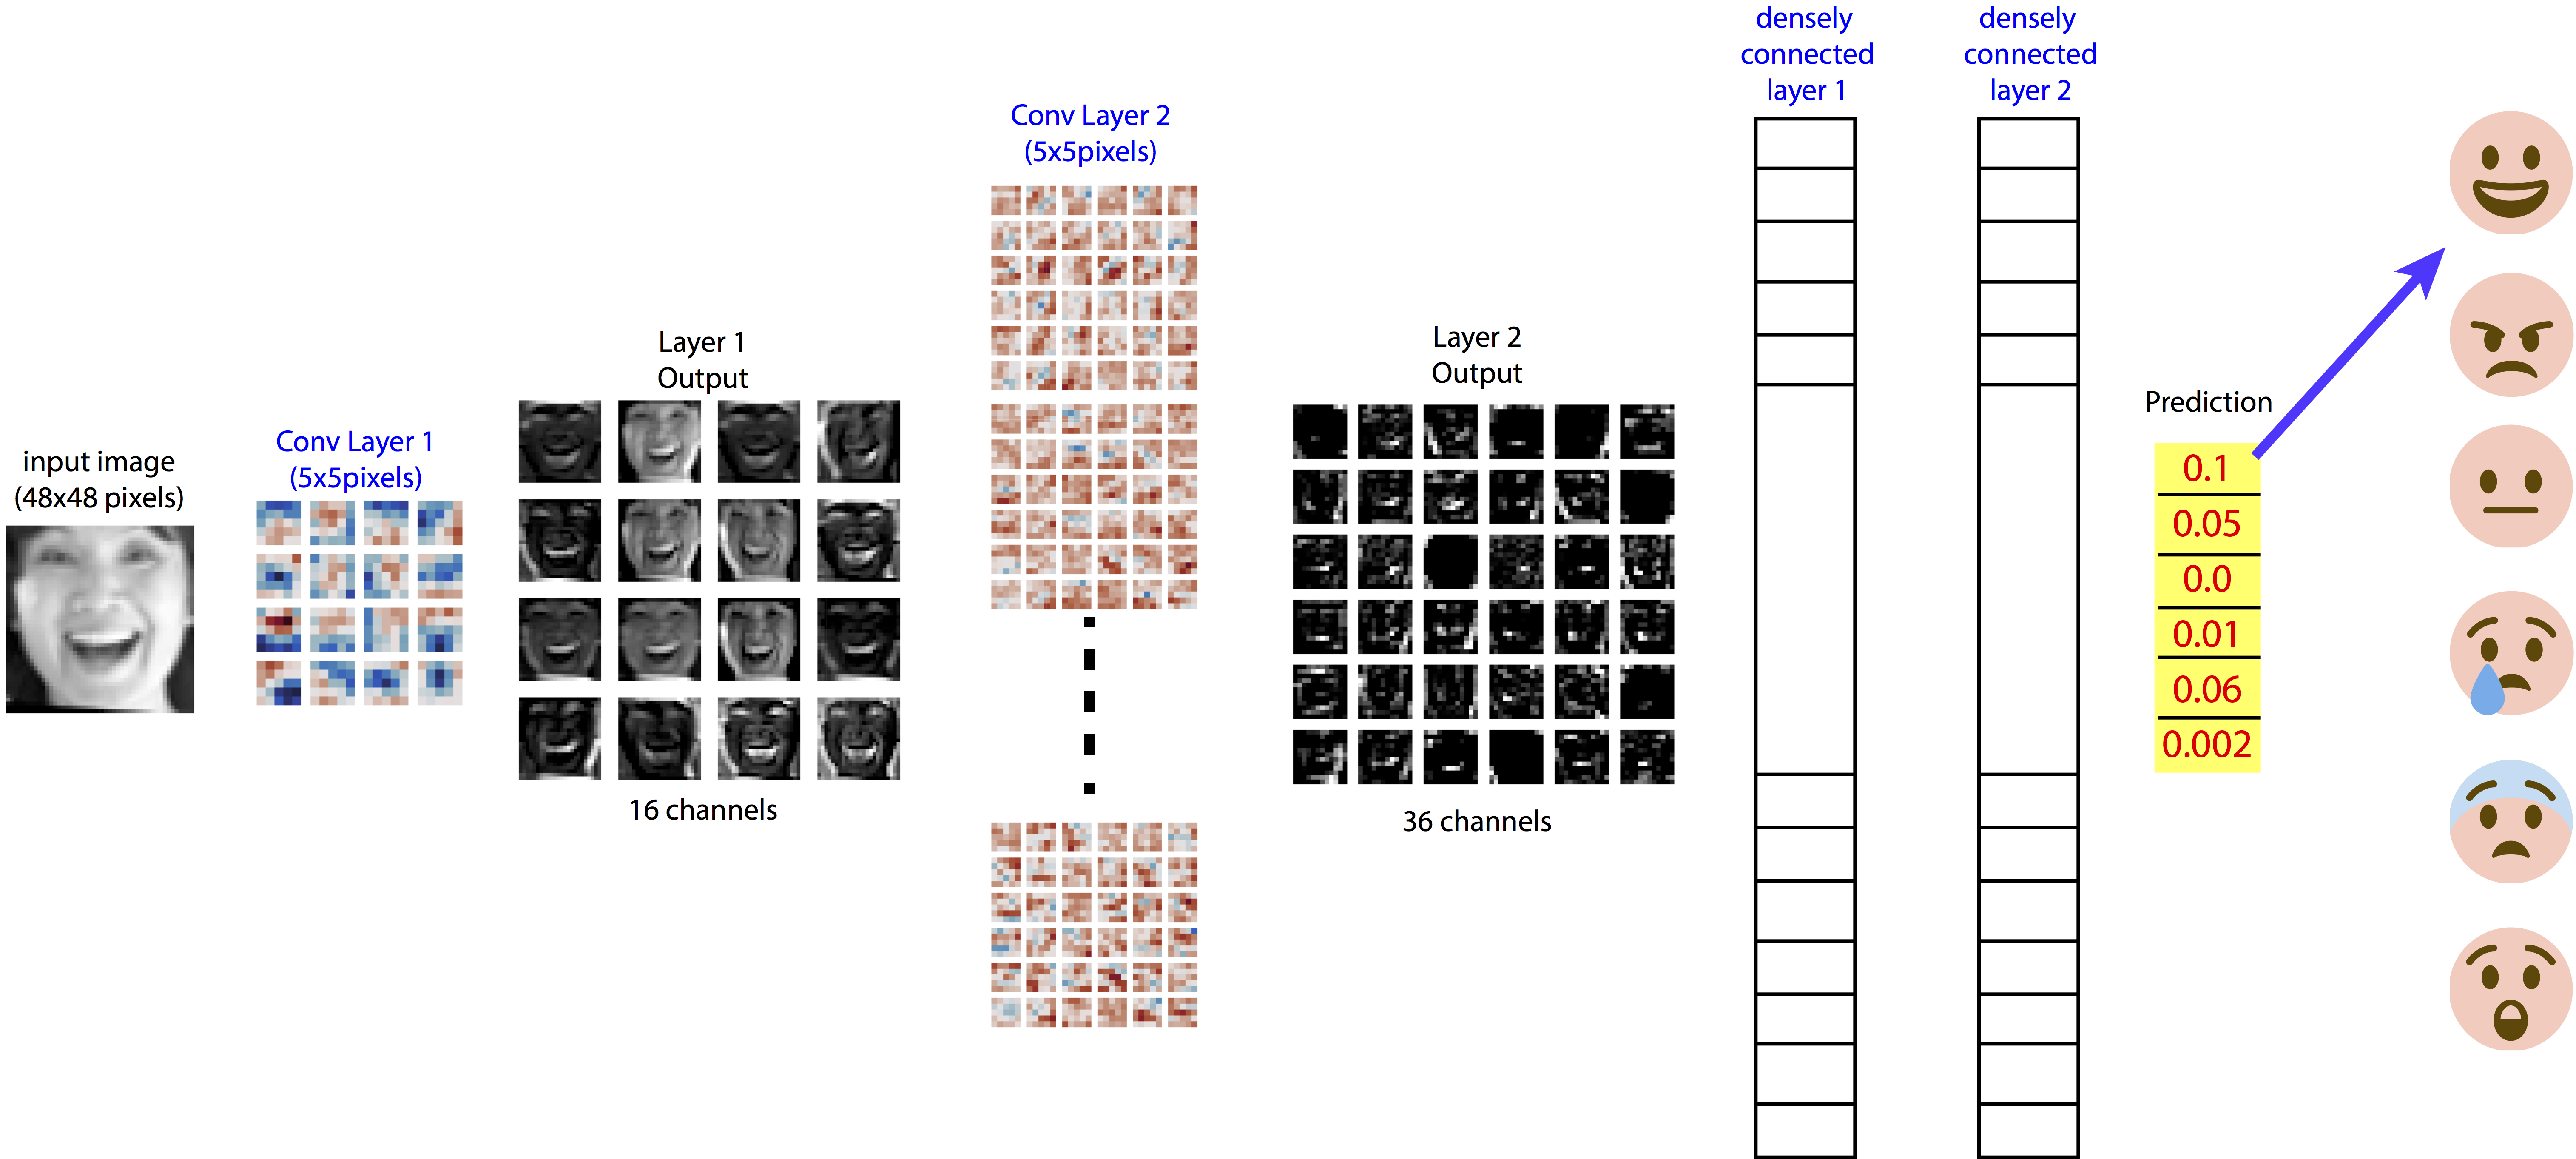 input image
(48x48 pixels)
Conv Layer 1
(5x5pixels)
Layer 1
Output
16 channels
Conv Layer 2
(5x5pixels)
Layer 2
Output
36 channels
densely
connected
layer 1
densely
connected
layer 2
Prediction
0.1
0.05
0.0
0.01
0.06
0.002